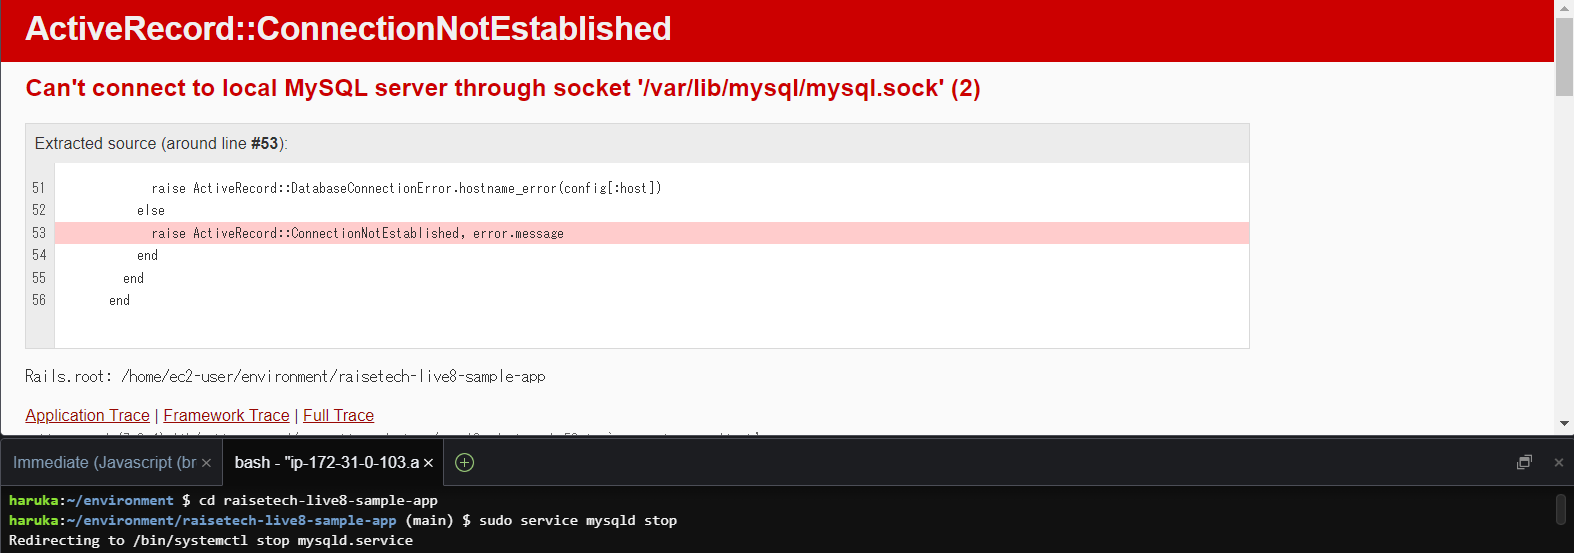 ActiveRecord::ConnectionNotEstablished
Can't connect to local MySQL server through socket '/var/lib/mysql/mysql.sock' (2)
Extracted source (around line #53):
51 raise ActiveRecord::DatabaseConnectionError.hostname_error(config[:host])
52 else
53 raise ActiveRecord::ConnectionNotEstablished, error.message
54 end
55 end
56 end
Rails.root: /home/ec2-user/environment/raisetech-live8-sample-app
Application Trace | Framework Trace | Full Trace
Immediate (Javascript (br × bash - "ip-172-31-0-103.a ×
haruka:~/environment $ cd raisetech-live8-sample-app
haruka:~/environment/raisetech-live8-sample-app (main) $ sudo service mysqld stop
Redirecting to /bin/systemctl stop mysqld.service